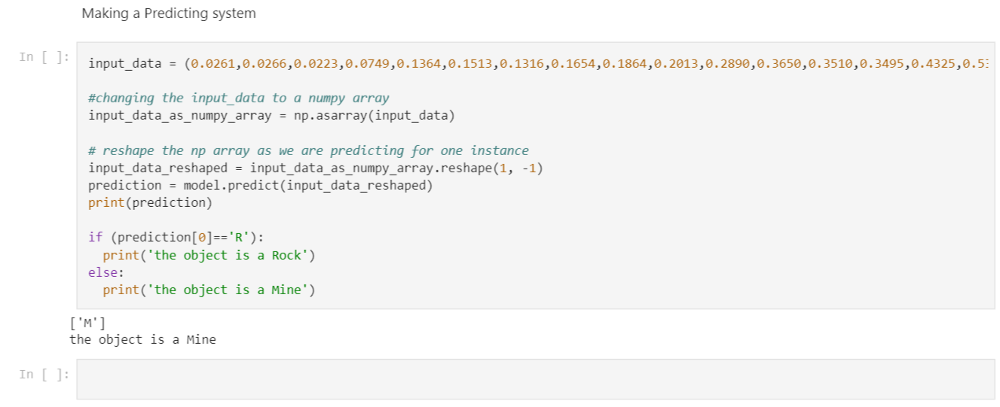 Making a Predicting system
In [ ]:
input_data = (0.0261,0.0266,0.0223,0.0749,0.1364,0.1513,0.1316,0.1654,0.1864,0.2013,0.2890,0.3650,0.3510,0.3495,0.4325,0.5
#changing the input_data to a numpy array
input_data_as_numpy_array = np.asarray(input_data)
# reshape the np array as we are predicting for one instance
input_data_reshaped = input_data_as_numpy_array.reshape(1, -1)
prediction = model.predict(input_data_reshaped)
print(prediction)
if (prediction[0]=='R'):
  print('the object is a Rock')
else:
  print('the object is a Mine')
['M']
the object is a Mine
In [ ]: